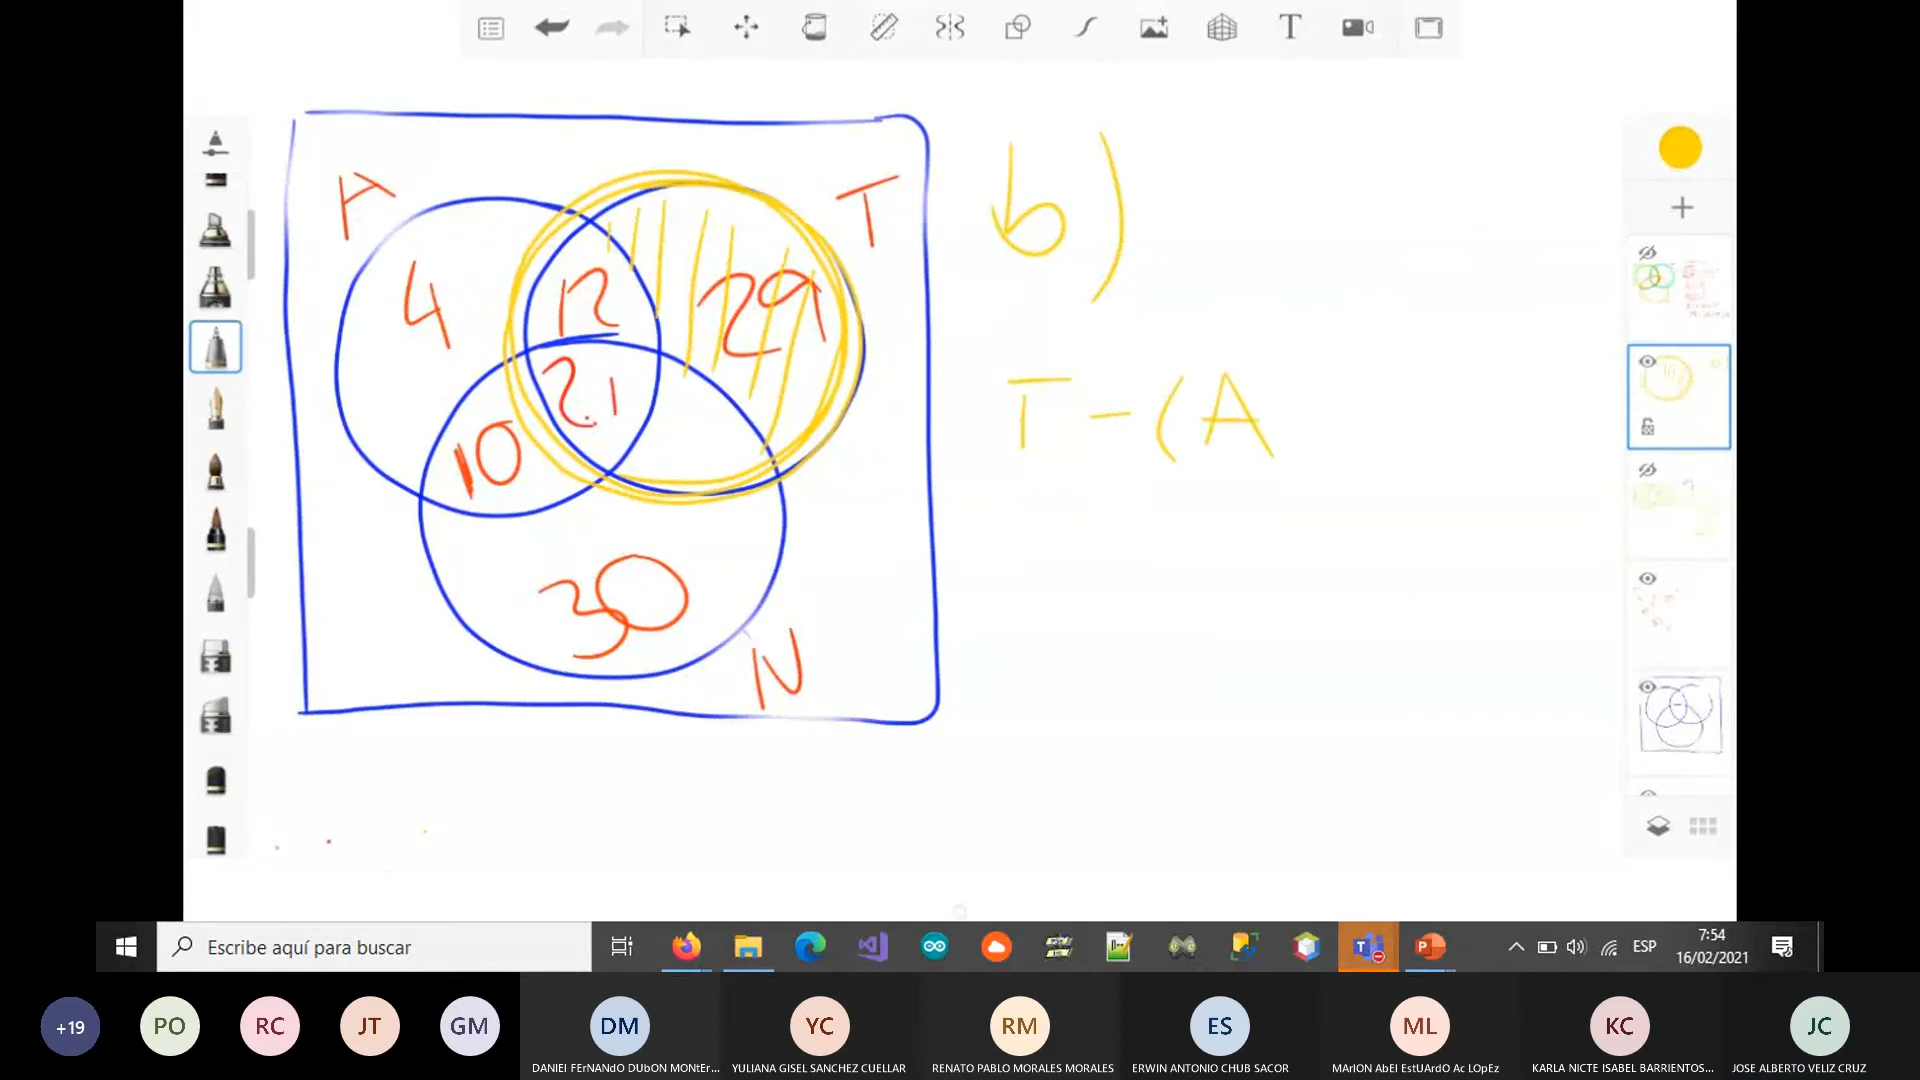 T
A
T
4
12
29
2.1
10
30
N
b)
T - (A
Escribe aquí para buscar
ESP
7:54
16/02/2021
+19
PO
RC
JT
GM
DM
YC
RM
ES
ML
KC
JC
DANIEL FErNANdO DUbON MONtEr...
YULIANA GISEL SANCHEZ CUELLAR
RENATO PABLO MORALES MORALES
ERWIN ANTONIO CHUB SACOR
MArION AbEl EstUArdO Ac LOpEz
KARLA NICTE ISABEL BARRIENTOS...
JOSE ALBERTO VELIZ CRUZ